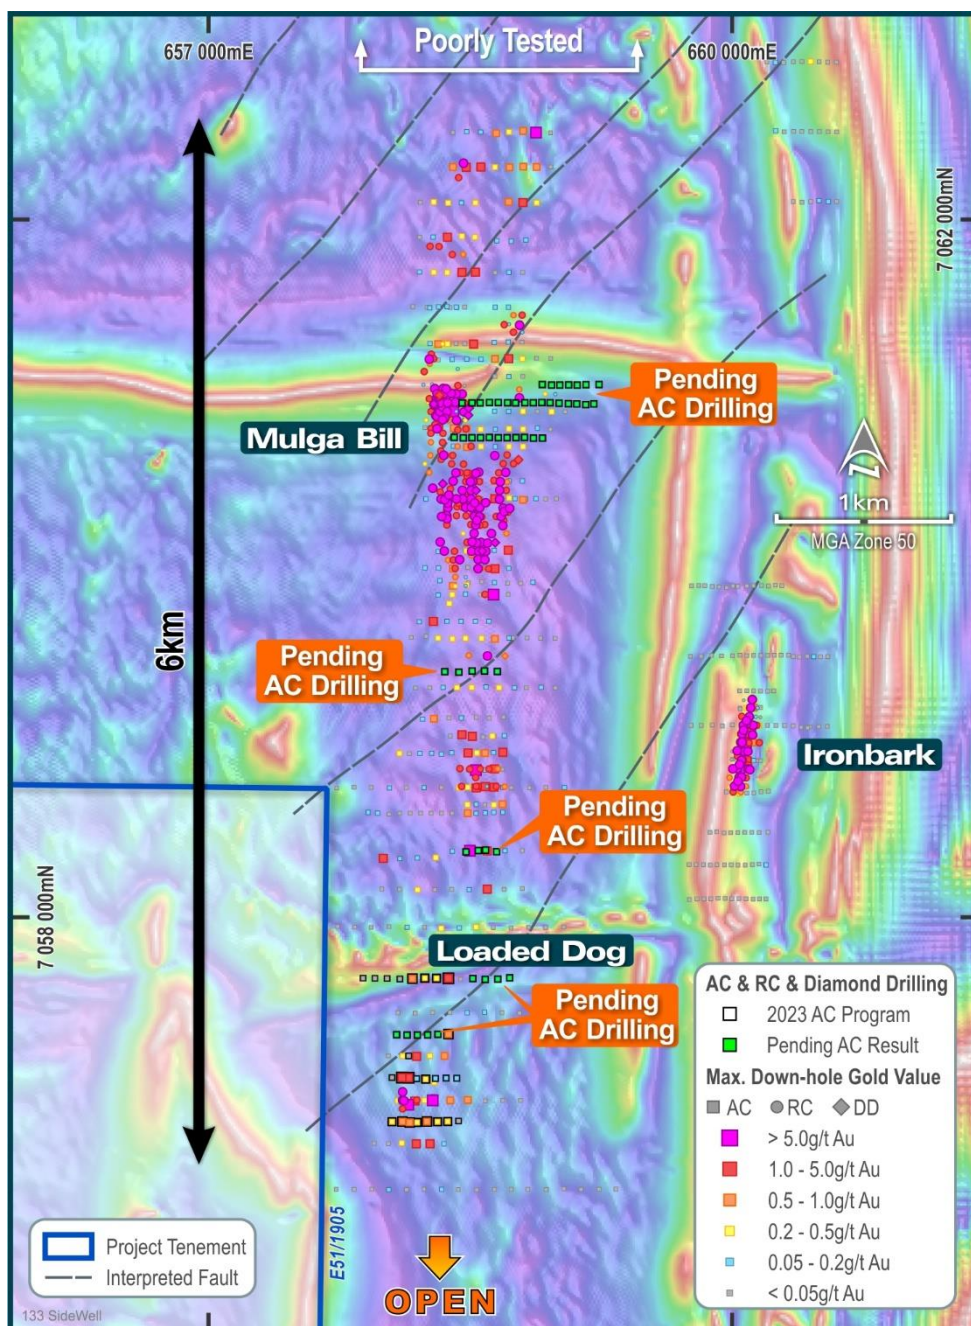 657 000mE
Poorly Tested
660 000mE
7 062 000mN
Pending
AC Drilling
Mulga Bill
1km
MGA Zone 50
6km
Pending
AC Drilling
Ironbark
Pending
AC Drilling
7 058 000mN
Loaded Dog
Pending
AC Drilling
AC & RC & Diamond Drilling
2023 AC Program
Pending AC Result
Max. Down-hole Gold Value
AC RC DD
> 5.0g/t Au
1.0 - 5.0g/t Au
0.5 - 1.0g/t Au
0.2 - 0.5g/t Au
0.05 - 0.2g/t Au
< 0.05g/t Au
E51/1905
Project Tenement
Interpreted Fault
OPEN
133 SideWell